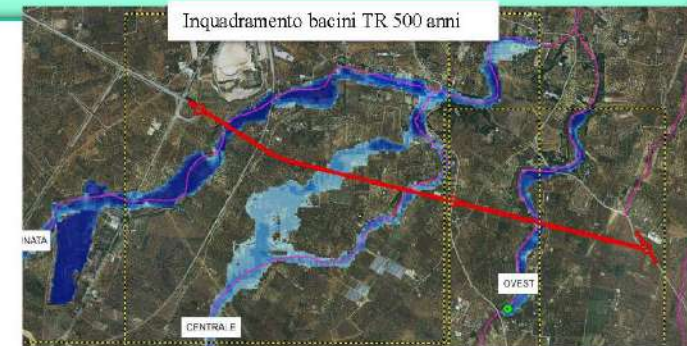 Inquadramento bacini TR 500 anni
INATA
CENTRALE
OVEST